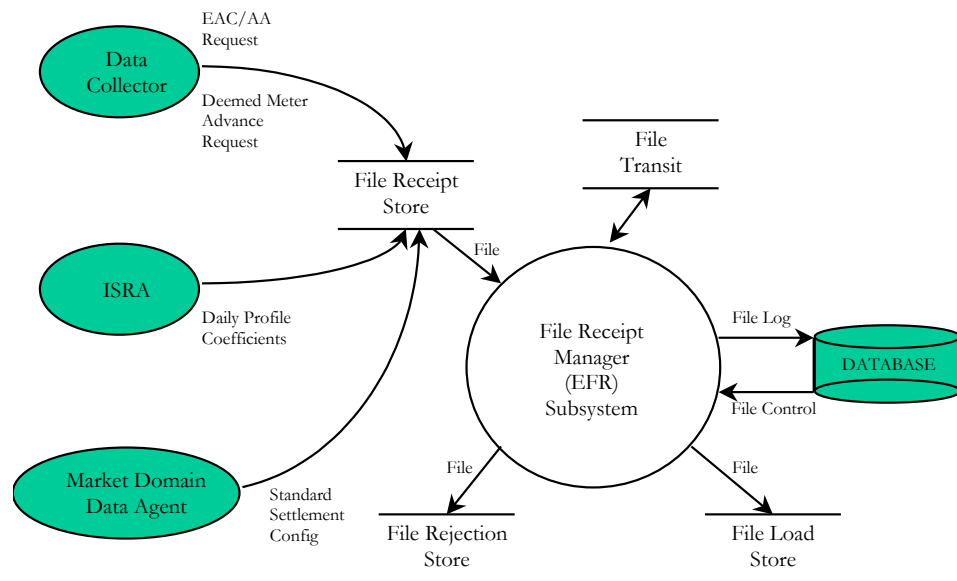 EAC/AA
Request
Data
Collector
Deemed Meter
Advance
Request
File
Transit
File Receipt
Store
File
ISRA
Daily Profile
Coefficients
File Receipt
Manager
(EFR)
Subsystem
File Log
DATABASE
File Control
Market Domain
Data Agent
Standard
Settlement
Config
File
File
File Rejection
Store
File Load
Store